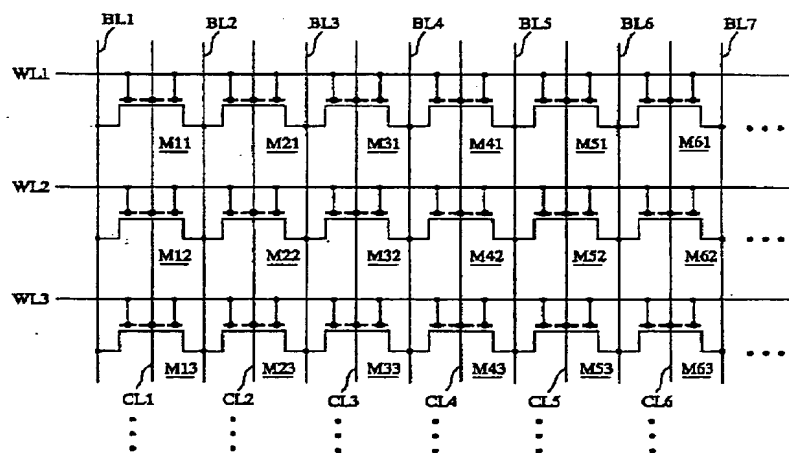 BL1 BL2 BL3 BL4 BL5 BL6 BL7
WL1
M11 M21 M31 M41 M51 M61
WL2
M12 M22 M32 M42 M52 M62
WL3
M13 M23 M33 M43 M53 M63
CL1 CL2 CL3 CL4 CL5 CL6